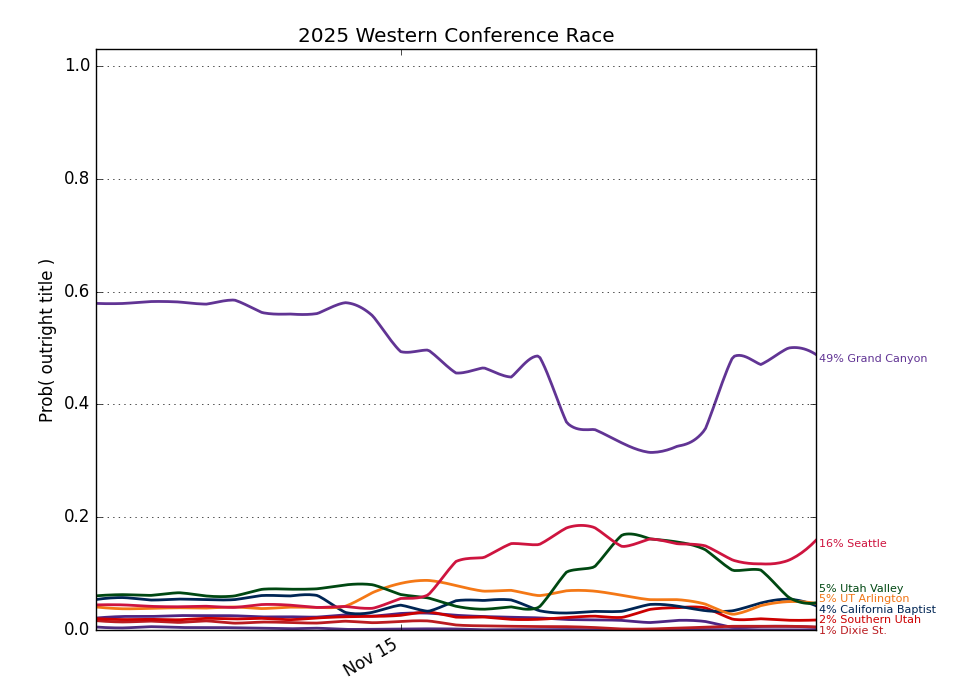 2025 Western Conference Race
Prob( outright title )
1.0
0.8
0.6
0.4
0.2
0.0
Nov 15
49% Grand Canyon
16% Seattle
5% Utah Valley
5% UT Arlington
4% California Baptist
2% Southern Utah
1% Dixie St.